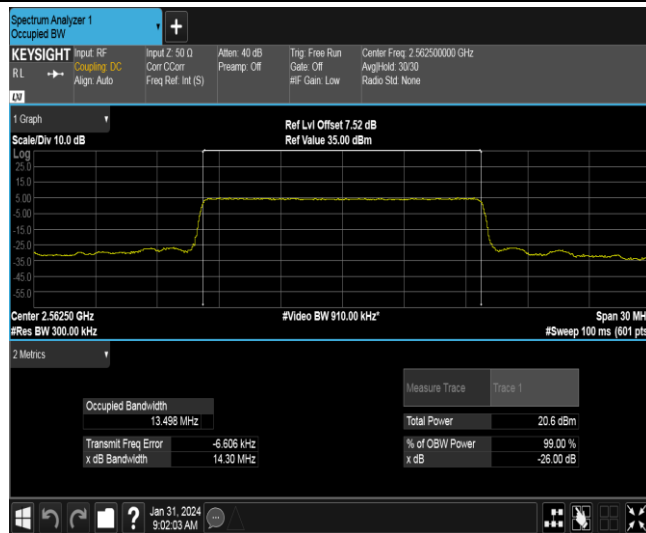 Spectrum Analyzer 1
Occupied BW
+
KEYSIGHT
RL
Input: RF
Coupling: DC
Align: Auto
Input Z: 50 Ω
Corr CCorr
Freq Ref: Int (S)
Atten: 40 dB
Preamp: Off
Trig: Free Run
Gate: Off
#IF Gain: Low
Center Freq: 2.562500000 GHz
Avg|Hold: 30/30
Radio Std: None
1 Graph
Scale/Div 10.0 dB
Ref Lvl Offset 7.52 dB
Ref Value 35.00 dBm
Log
25.0
15.0
5.00
-5.00
-15.0
-25.0
-35.0
-45.0
-55.0
Center 2.56250 GHz
#Res BW 300.00 kHz
#Video BW 910.00 kHz*
Span 30 MH
#Sweep 100 ms (601 pts
2 Metrics
Measure Trace Trace 1
Occupied Bandwidth
13.498 MHz
Total Power 20.6 dBm
Transmit Freq Error -6.606 kHz
% of OBW Power 99.00 %
x dB Bandwidth 14.30 MHz
x dB -26.00 dB
?
Jan 31, 2024
9:02:03 AM